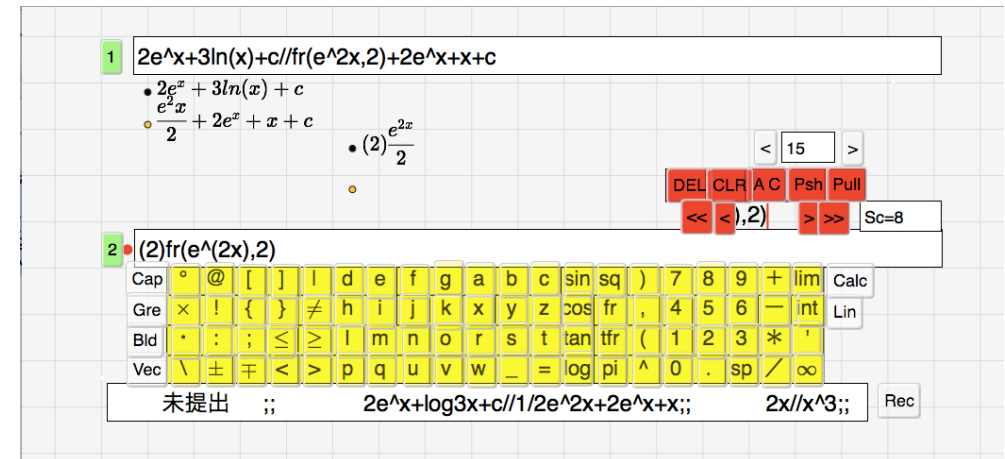 1 2e^x+3ln(x)+c//fr(e^2x,2)+2e^x+x+c
• 2e^x + 3ln(x) + c
e^2x/2 + 2e^x + x + c
• (2)e^{2x}/2
< 15 >
DEL CLR A C Psh Pull
<< < ),2) > >> Sc=8
2 (2)fr(e^(2x),2)
Cap ° @ [ ] | d e f g a b c sin sq ) 7 8 9 + lim Calc
Gre × ! { } ≠ h i j k x y z cos fr , 4 5 6 — int Lin
Bld · : ; ≤ ≥ l m n o r s t tan tfr ( 1 2 3 * '
Vec \ ± ∓ < > p q u v w _ = log pi ^ 0 . sp / ∞
未提出 ;; 2e^x+log3x+c//1/2e^2x+2e^x+x;; 2x//x^3;; Rec